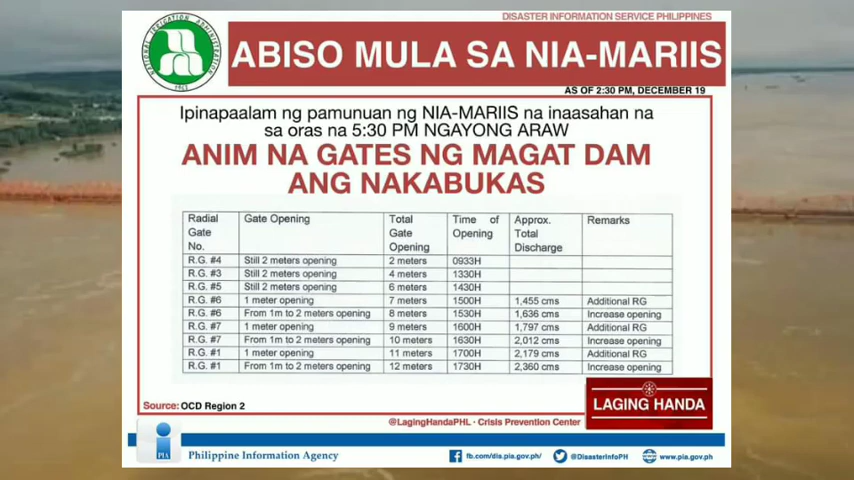 DISASTER INFORMATION SERVICE PHILIPPINES
NATIONAL IRRIGATION ADMINISTRATION
ABISO MULA SA NIA-MARIIS
AS OF 2:30 PM, DECEMBER 19
Ipinapaalam ng pamunuan ng NIA-MARIIS na inaasahan na
sa oras na 5:30 PM NGAYONG ARAW
ANIM NA GATES NG MAGAT DAM
ANG NAKABUKAS
Radial Gate No. Gate Opening Total Gate Opening Time of Opening Approx. Total Discharge Remarks
R.G. #4 Still 2 meters opening 2 meters 0933H
R.G. #3 Still 2 meters opening 4 meters 1330H
R.G. #5 Still 2 meters opening 6 meters 1430H
R.G. #6 1 meter opening 7 meters 1500H 1,455 cms Additional RG
R.G. #6 From 1m to 2 meters opening 8 meters 1530H 1,636 cms Increase opening
R.G. #7 1 meter opening 9 meters 1600H 1,797 cms Additional RG
R.G. #7 From 1m to 2 meters opening 10 meters 1630H 2,012 cms Increase opening
R.G. #1 1 meter opening 11 meters 1700H 2,179 cms Additional RG
R.G. #1 From 1m to 2 meters opening 12 meters 1730H 2,360 cms Increase opening
LAGING HANDA
Source: OCD Region 2
@LagingHandaPHL · Crisis Prevention Center
PIA
Philippine Information Agency
fb.com/dis.pia.gov.ph/
@DisasterInfoPH
www.pia.gov.ph